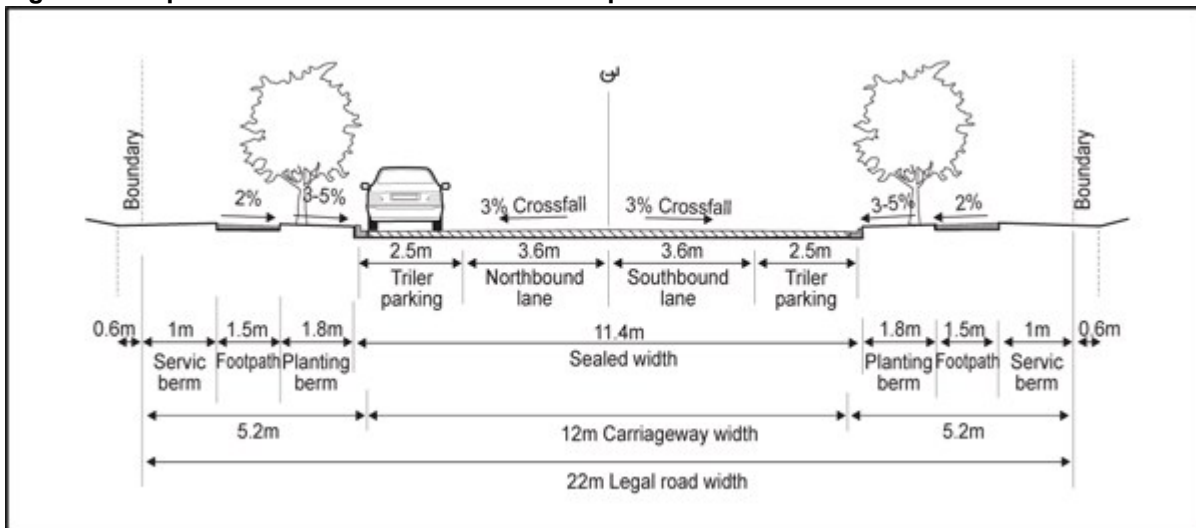 Boundary
Boundary
2%
3-5%
3% Crossfall
3% Crossfall
3-5%
2%
2.5m
3.6m
3.6m
2.5m
Triler
parking
Northbound
lane
Southbound
lane
Triler
parking
0.6m
1m
1.5m
1.8m
11.4m
1.8m
1.5m
1m
0.6m
Servic
berm
Footpath
Planting
berm
Sealed width
Planting
berm
Footpath
Servic
berm
5.2m
12m Carriageway width
5.2m
22m Legal road width